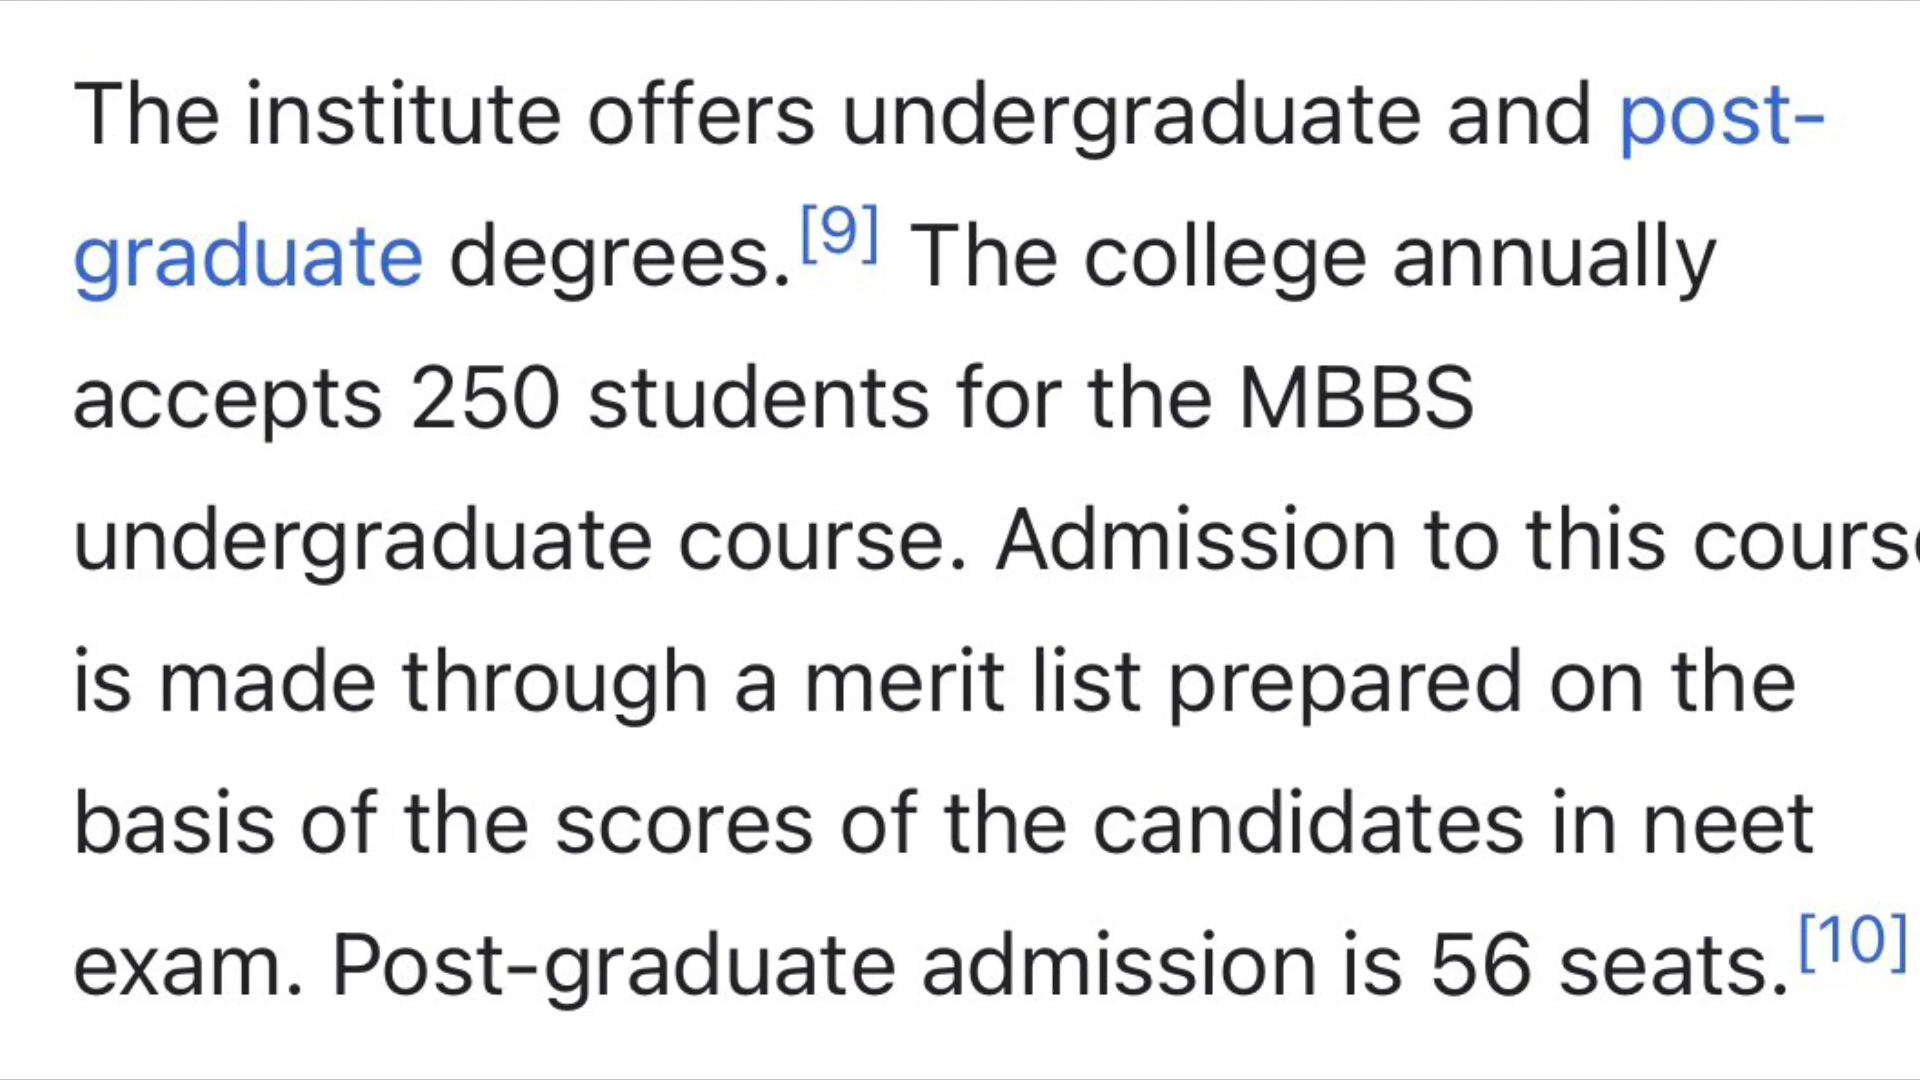 The institute offers undergraduate and post-
graduate degrees.[9] The college annually
accepts 250 students for the MBBS
undergraduate course. Admission to this course
is made through a merit list prepared on the
basis of the scores of the candidates in neet
exam. Post-graduate admission is 56 seats.[10]